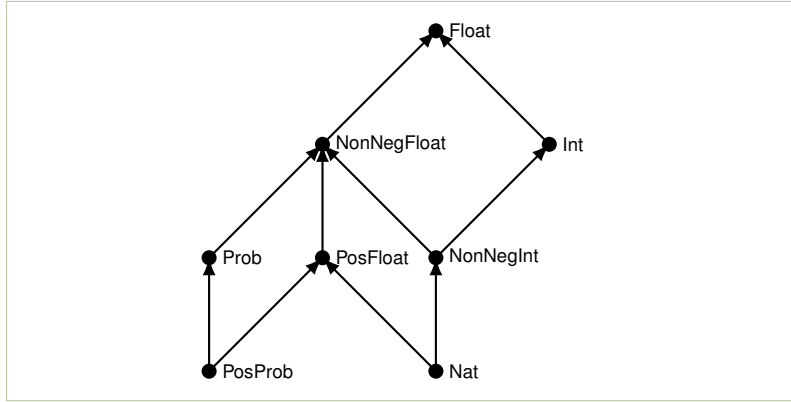 Float
NonNegFloat
Int
Prob
PosFloat
NonNegInt
PosProb
Nat